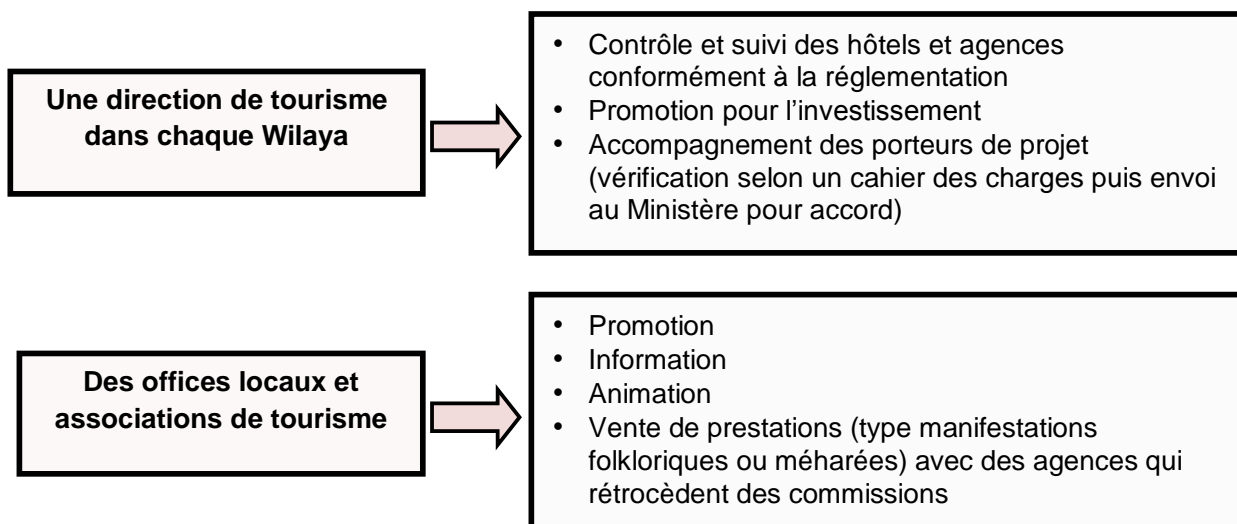 Une direction de tourisme
dans chaque Wilaya
• Contrôle et suivi des hôtels et agences
conformément à la réglementation
• Promotion pour l'investissement
• Accompagnement des porteurs de projet
(vérification selon un cahier des charges puis envoi
au Ministère pour accord)
Des offices locaux et
associations de tourisme
• Promotion
• Information
• Animation
• Vente de prestations (type manifestations
folkloriques ou méharées) avec des agences qui
rétrocèdent des commissions